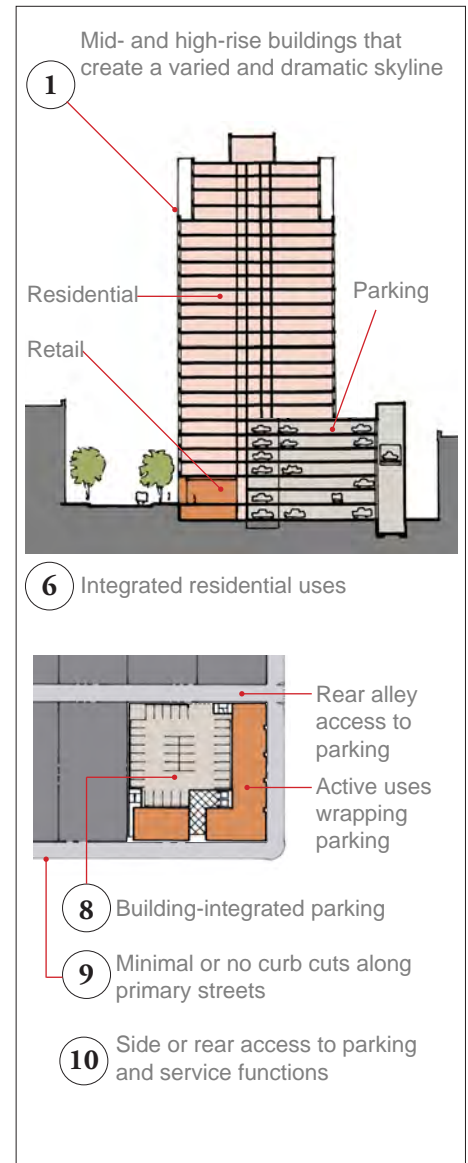 Mid- and high-rise buildings that
create a varied and dramatic skyline
1
Residential
Parking
Retail
6 Integrated residential uses
Rear alley
access to
parking
Active uses
wrapping
parking
8 Building-integrated parking
9 Minimal or no curb cuts along
primary streets
10 Side or rear access to parking
and service functions